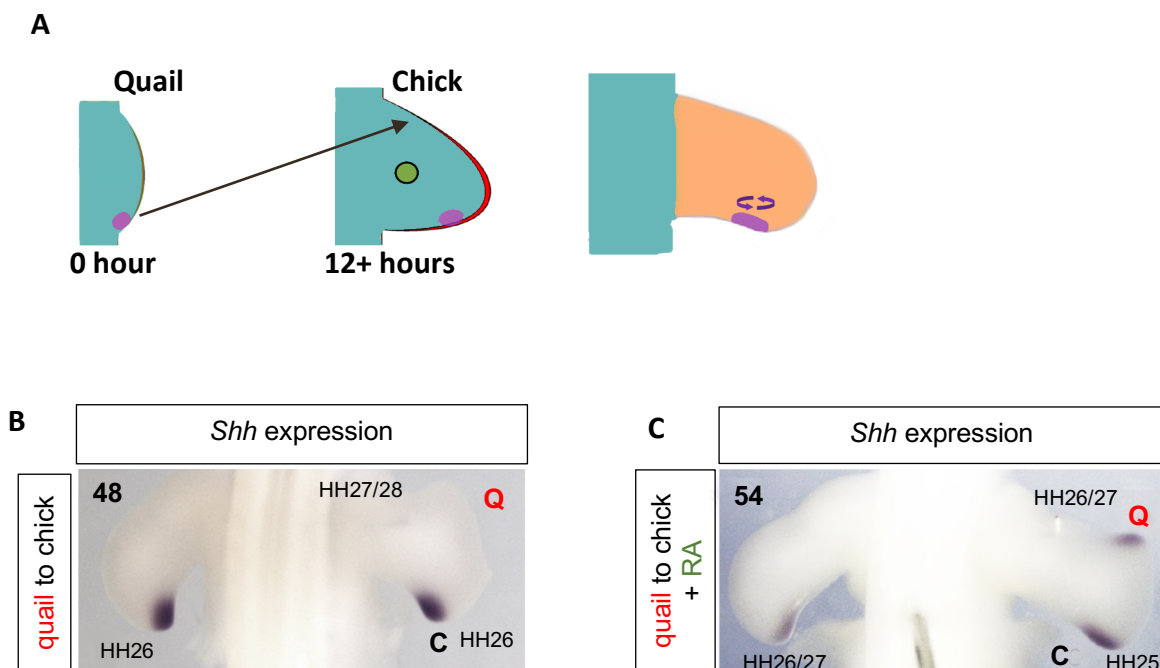 A
Quail
Chick
0 hour
12+ hours
B
Shh expression
quail to chick
48
HH27/28
Q
HH26
C
HH26
C
Shh expression
quail to chick
+ RA
54
HH26/27
Q
HH26/27
C
HH25